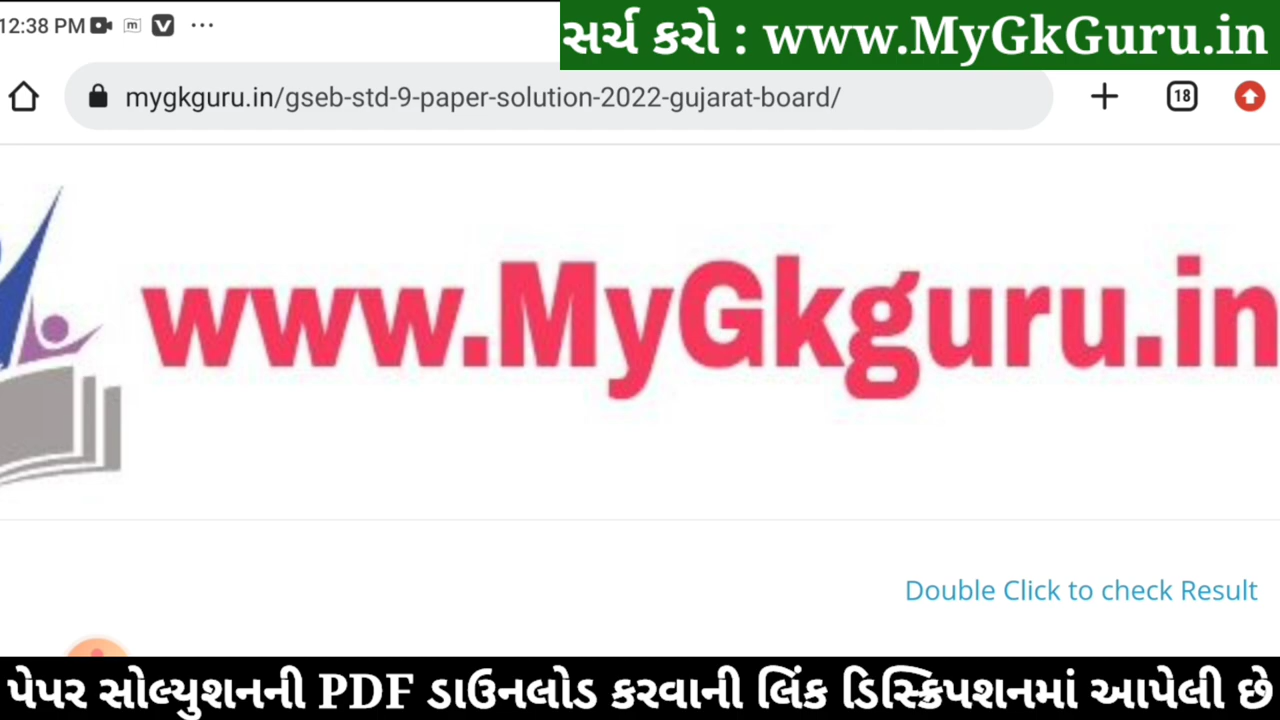 12:38 PM
સર્ચ કરો : www.MyGkGuru.in
mygkguru.in/gseb-std-9-paper-solution-2022-gujarat-board/
18
www.MyGkguru.in
Double Click to check Result
પેપર સોલ્યુશનની PDF ડાઉનલોડ કરવાની લિંક ડિસ્ક્રિપશનમાં આપેલી છે